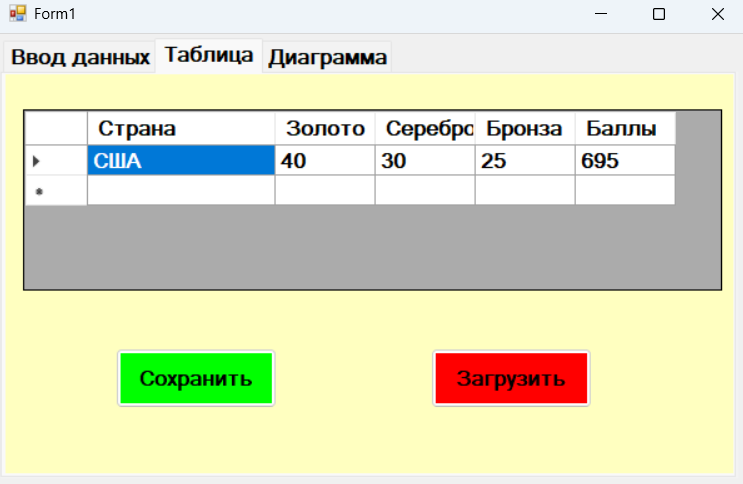 Form1
Ввод данных Таблица Диаграмма
Страна Золото Серебро Бронза Баллы
США 40 30 25 695
Сохранить Загрузить